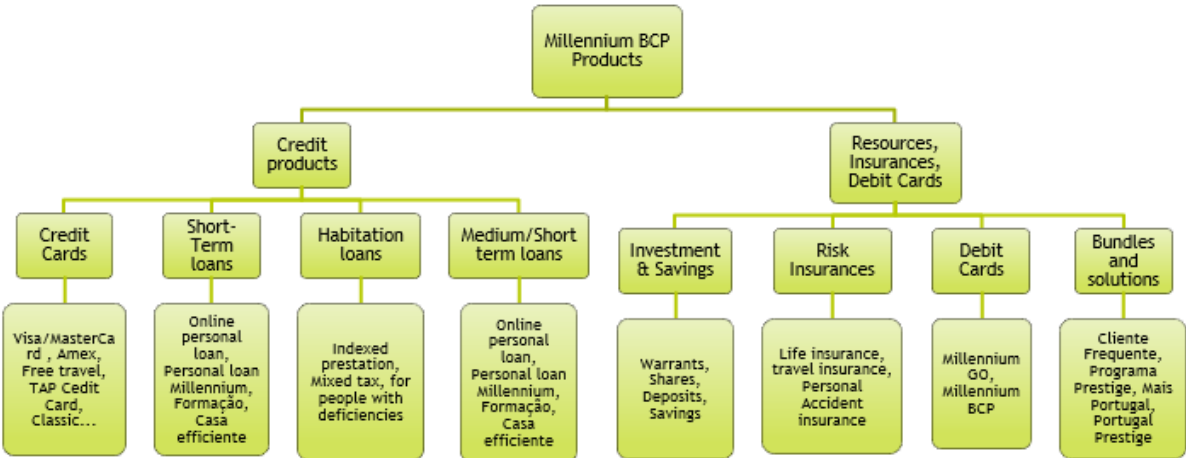 Millennium BCP
Products
Credit
products
Resources,
Insurances,
Debit Cards
Credit
Cards
Short-
Term
loans
Habitation
loans
Medium/Short
term loans
Investment
& Savings
Risk
Insurances
Debit
Cards
Bundles
and
solutions
Visa/MasterCa
rd , Amex,
Free travel,
TAP Cedit
Card,
Classic...
Online
personal
loan,
Personal loan
Millennium,
Formação,
Casa
efficiente
Indexed
prestation,
Mixed tax, for
people with
deficiencies
Online
personal
loan,
Personal loan
Millennium,
Formação,
Casa
efficiente
Warrants,
Shares,
Deposits,
Savings
Life insurance,
travel insurance,
Personal
Accident
insurance
Millennium
GO,
Millennium
BCP
Cliente
Frequente,
Programa
Prestige, Mais
Portugal,
Portugal
Prestige